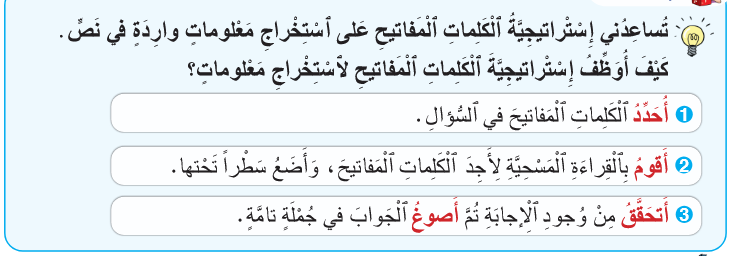 تُساعِدُني إِسْتْراتيجِيَّةُ ٱلْكَلِماتِ ٱلْمَفاتيحِ عَلى ٱسْتِخْراجِ مَعْلوماتٍ وارِدَةٍ في نَصٍّ.
كَيْفَ أُوَظِّفُ إِسْتْراتيجِيَّةَ ٱلْكَلِماتِ ٱلْمَفاتيحِ لِٱسْتِخْراجِ مَعْلوماتٍ؟
1 أُحَدِّدُ ٱلْكَلِماتِ ٱلْمَفاتيحَ في ٱلسُّؤالِ.
2 أَقومُ بِٱلْقِراءَةِ ٱلْمَسْحِيَّةِ لِأَجِدَ ٱلْكَلِماتِ ٱلْمَفاتيحَ، وَأَضَعُ سَطْراً تَحْتَها.
3 أَتَحَقَّقُ مِنْ وُجودِ ٱلْإِجابَةِ ثُمَّ أَصوغُ ٱلْجَوابَ في جُمْلَةٍ تامَّةٍ.